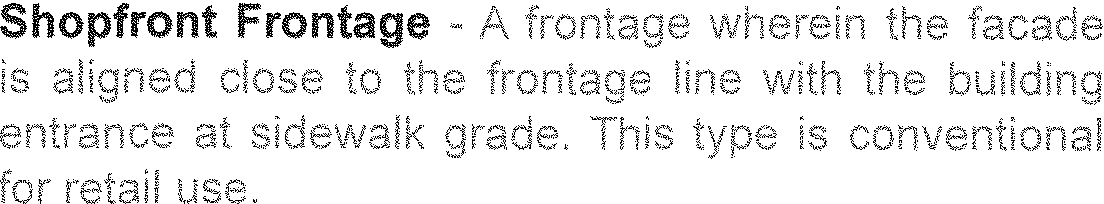 Shopfront Frontage - A frontage wherein the facade
is aligned close to the frontage line with the building
entrance at sidewalk grade. This type is conventional
for retail use.